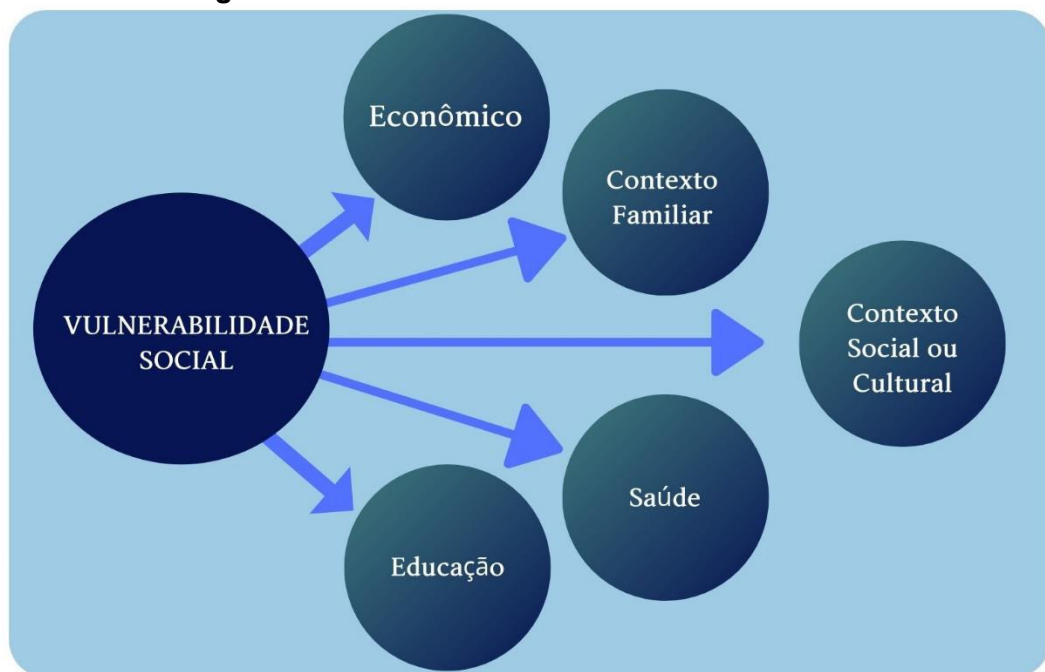 Econômico
Contexto
Familiar
VULNERABILIDADE
SOCIAL
Contexto
Social ou
Cultural
Saúde
Educação